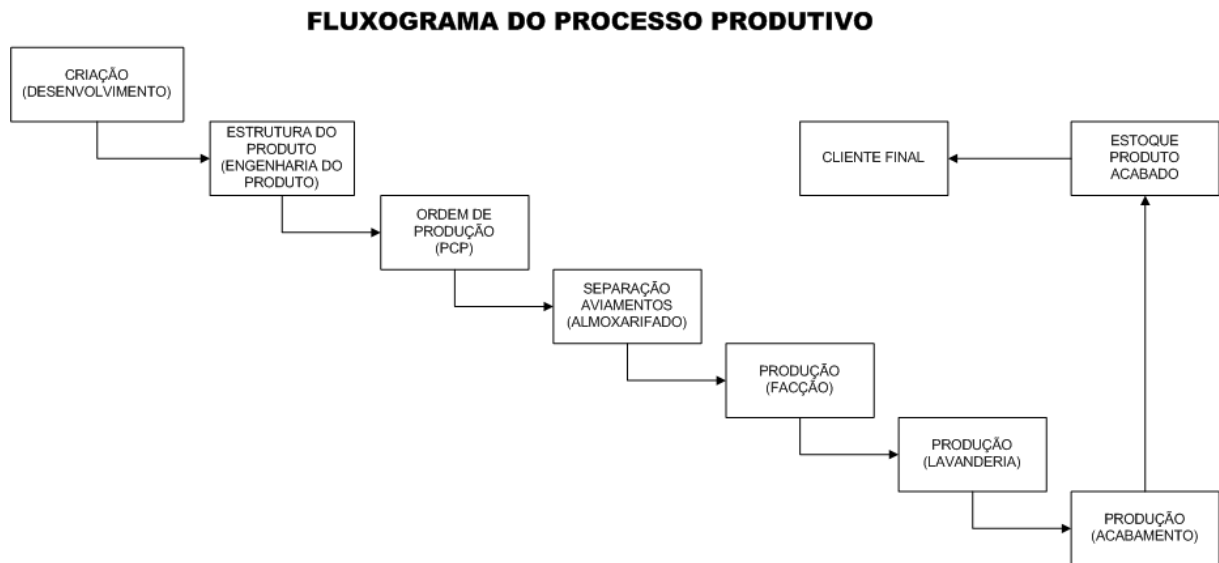 FLUXOGRAMA DO PROCESSO PRODUTIVO
CRIAÇÃO
(DESENVOLVIMENTO)
ESTRUTURA DO
PRODUTO
(ENGENHARIA DO
PRODUTO)
ORDEM DE
PRODUÇÃO
(PCP)
SEPARAÇÃO
AVIAMENTOS
(ALMOXARIFADO)
PRODUÇÃO
(FACÇÃO)
PRODUÇÃO
(LAVANDERIA)
PRODUÇÃO
(ACABAMENTO)
ESTOQUE
PRODUTO
ACABADO
CLIENTE FINAL